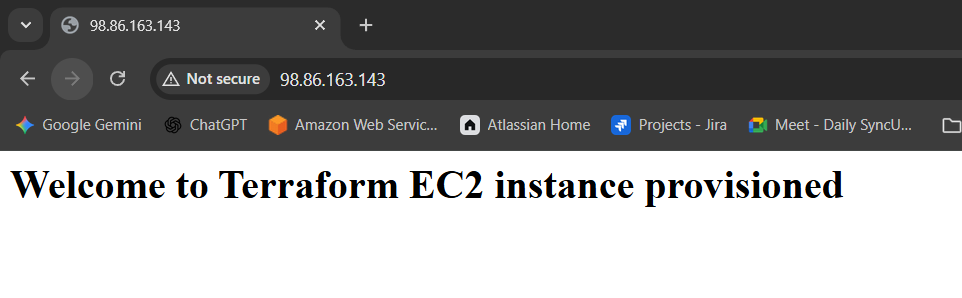 98.86.163.143
Not secure 98.86.163.143
Google Gemini ChatGPT Amazon Web Servic... Atlassian Home Projects - Jira Meet - Daily SyncU...
Welcome to Terraform EC2 instance provisioned